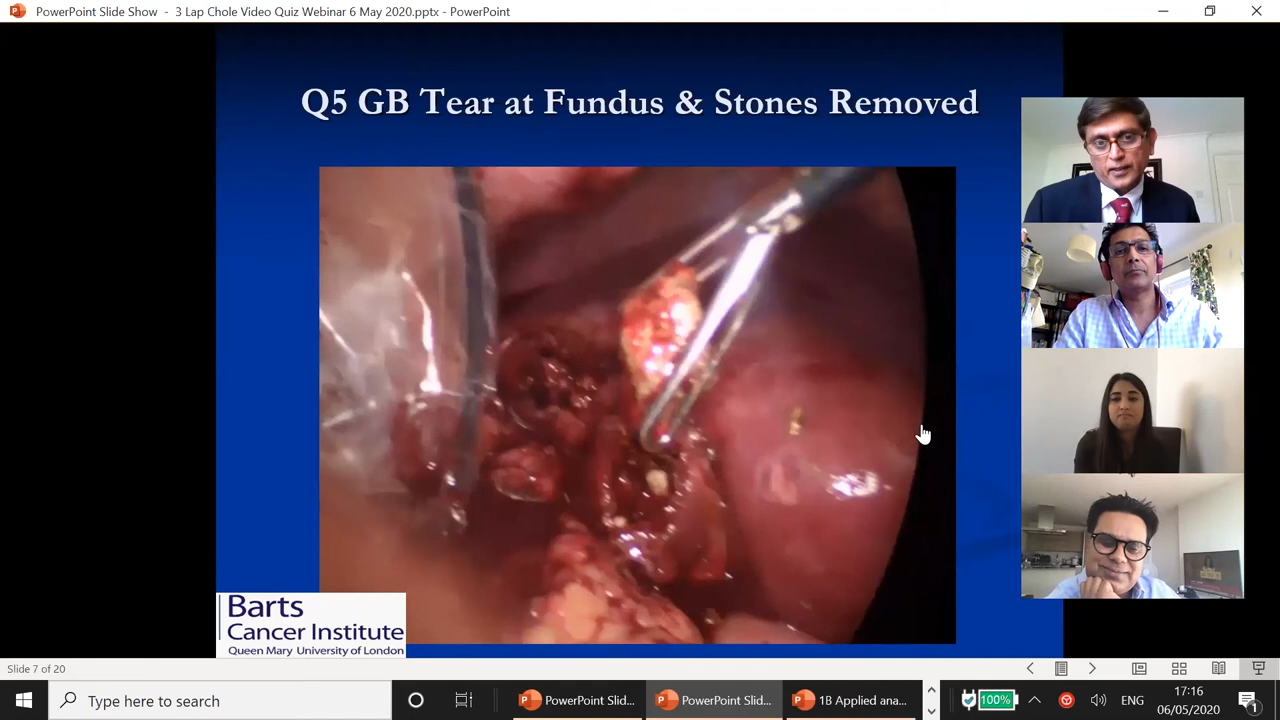 PowerPoint Slide Show - 3 Lap Chole Video Quiz Webinar 6 May 2020.pptx - PowerPoint
Q5 GB Tear at Fundus & Stones Removed
Barts
Cancer Institute
Queen Mary University of London
Slide 7 of 20
Type here to search
PowerPoint Slid...
PowerPoint Slid...
1B Applied ana...
100%
ENG
17:16
06/05/2020
1